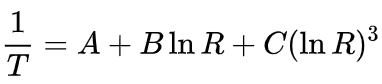 1/T = A + B ln R + C(ln R)³